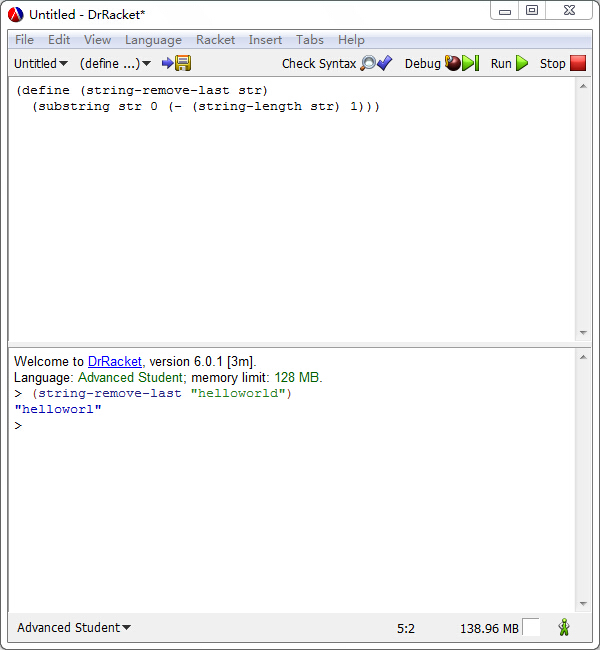 Untitled - DrRacket*
File Edit View Language Racket Insert Tabs Help
Untitled (define ...) Check Syntax Debug Run Stop
(define (string-remove-last str)
  (substring str 0 (- (string-length str) 1)))
Welcome to DrRacket, version 6.0.1 [3m].
Language: Advanced Student; memory limit: 128 MB.
> (string-remove-last "helloworld")
"helloworl"
>
Advanced Student 5:2 138.96 MB